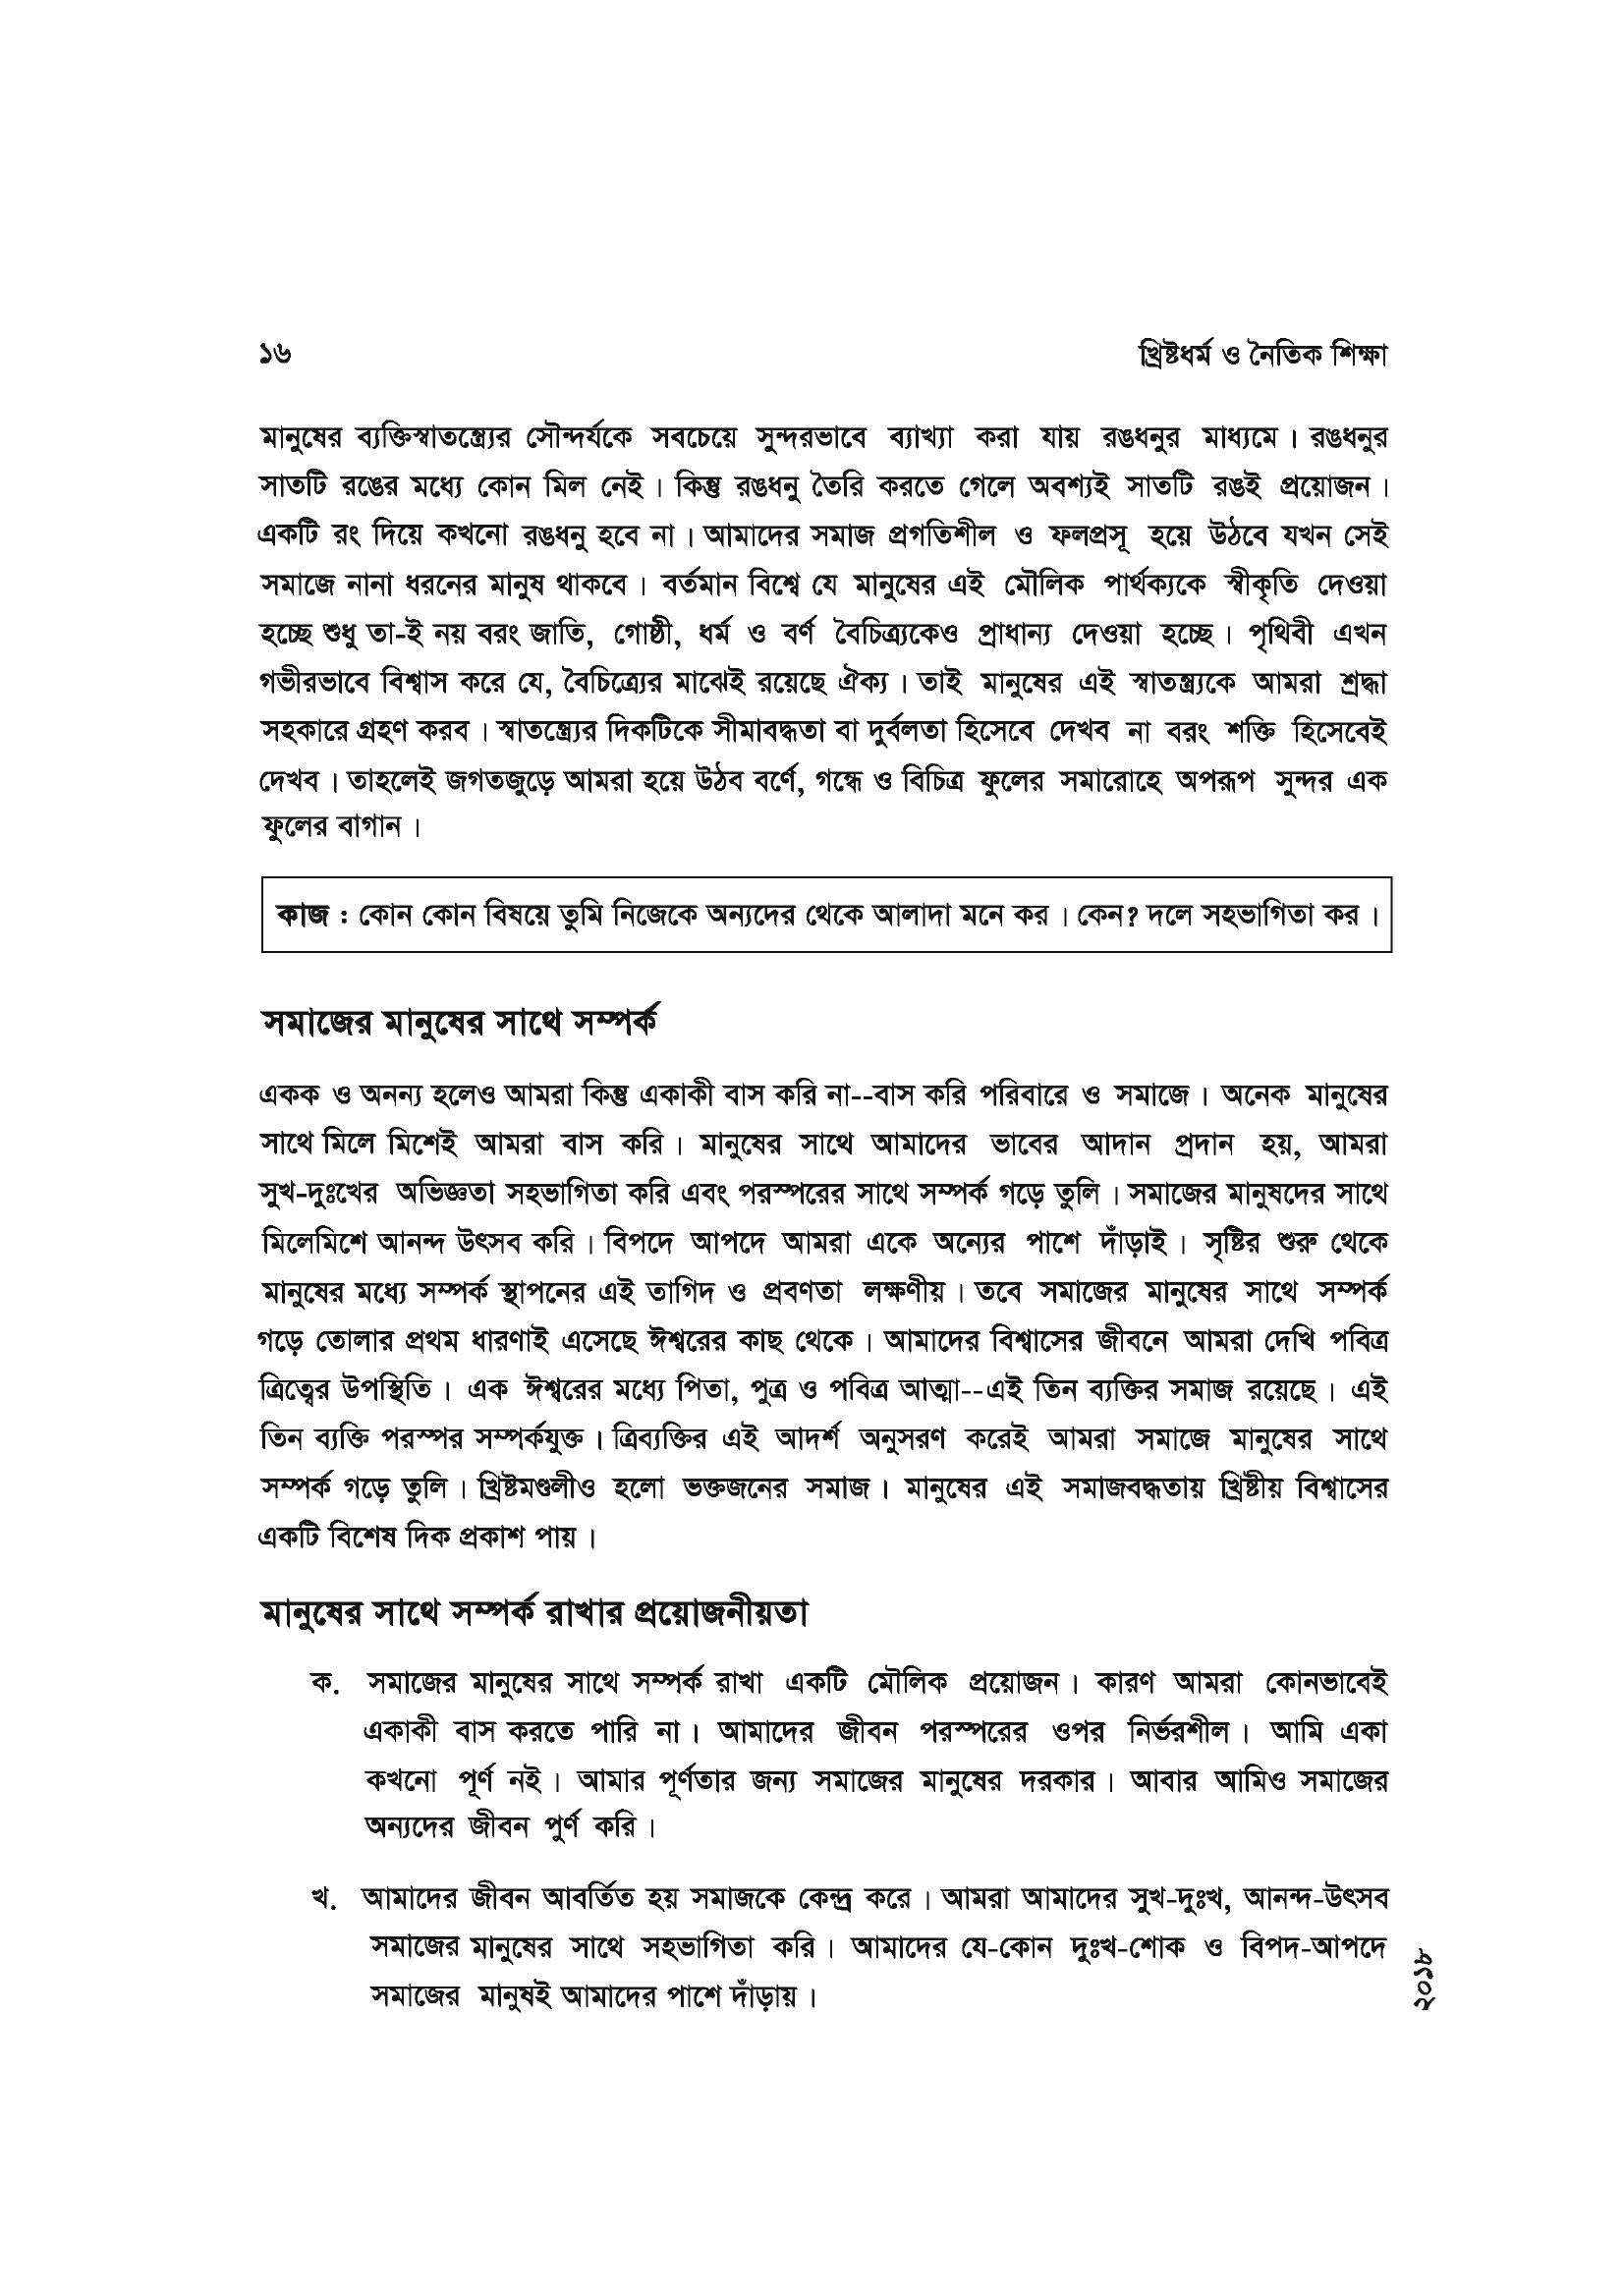 ১৬
খ্রিষ্টধর্ম ও নৈতিক শিক্ষা
মানুষের ব্যক্তিস্বাতন্ত্র্যের সৌন্দর্যকে সবচেয়ে সুন্দরভাবে ব্যাখ্যা করা যায় রঙধনুর মাধ্যমে। রঙধনুর
সাতটি রঙের মধ্যে কোন মিল নেই। কিন্তু রঙধনু তৈরি করতে গেলে অবশ্যই সাতটি রঙই প্রয়োজন।
একটি রং দিয়ে কখনো রঙধনু হবে না। আমাদের সমাজ প্রগতিশীল ও ফলপ্রসূ হয়ে উঠবে যখন সেই
সমাজে নানা ধরনের মানুষ থাকবে। বর্তমান বিশ্বে যে মানুষের এই মৌলিক পার্থক্যকে স্বীকৃতি দেওয়া
হচ্ছে শুধু তা-ই নয় বরং জাতি, গোষ্ঠী, ধর্ম ও বর্ণ বৈচিত্র্যকেও প্রাধান্য দেওয়া হচ্ছে। পৃথিবী এখন
গভীরভাবে বিশ্বাস করে যে, বৈচিত্র্যের মাঝেই রয়েছে ঐক্য। তাই মানুষের এই স্বাতন্ত্র্যকে আমরা শ্রদ্ধা
সহকারে গ্রহণ করব। স্বাতন্ত্র্যের দিকটিকে সীমাবদ্ধতা বা দুর্বলতা হিসেবে দেখব না বরং শক্তি হিসেবেই
দেখব। তাহলেই জগতজুড়ে আমরা হয়ে উঠব বর্ণে, গন্ধে ও বিচিত্র ফুলের সমারোহে অপরূপ সুন্দর এক
ফুলের বাগান।
কাজ : কোন কোন বিষয়ে তুমি নিজেকে অন্যদের থেকে আলাদা মনে কর। কেন? দলে সহভাগিতা কর।
সমাজের মানুষের সাথে সম্পর্ক
একক ও অনন্য হলেও আমরা কিন্তু একাকী বাস করি না--বাস করি পরিবারে ও সমাজে। অনেক মানুষের
সাথে মিলে মিশেই আমরা বাস করি। মানুষের সাথে আমাদের ভাবের আদান প্রদান হয়, আমরা
সুখ-দুঃখের অভিজ্ঞতা সহভাগিতা করি এবং পরস্পরের সাথে সম্পর্ক গড়ে তুলি। সমাজের মানুষদের সাথে
মিলেমিশে আনন্দ উৎসব করি। বিপদে আপদে আমরা একে অন্যের পাশে দাঁড়াই। সৃষ্টির শুরু থেকে
মানুষের মধ্যে সম্পর্ক স্থাপনের এই তাগিদ ও প্রবণতা লক্ষণীয়। তবে সমাজের মানুষের সাথে সম্পর্ক
গড়ে তোলার প্রথম ধারণাই এসেছে ঈশ্বরের কাছ থেকে। আমাদের বিশ্বাসের জীবনে আমরা দেখি পবিত্র
ত্রিত্বের উপস্থিতি। এক ঈশ্বরের মধ্যে পিতা, পুত্র ও পবিত্র আত্মা--এই তিন ব্যক্তির সমাজ রয়েছে। এই
তিন ব্যক্তি পরস্পর সম্পর্কযুক্ত। ত্রিব্যক্তির এই আদর্শ অনুসরণ করেই আমরা সমাজে মানুষের সাথে
সম্পর্ক গড়ে তুলি। খ্রিষ্টমণ্ডলীও হলো ভক্তজনের সমাজ। মানুষের এই সমাজবদ্ধতায় খ্রিষ্টীয় বিশ্বাসের
একটি বিশেষ দিক প্রকাশ পায়।
মানুষের সাথে সম্পর্ক রাখার প্রয়োজনীয়তা
ক. সমাজের মানুষের সাথে সম্পর্ক রাখা একটি মৌলিক প্রয়োজন। কারণ আমরা কোনভাবেই
একাকী বাস করতে পারি না। আমাদের জীবন পরস্পরের ওপর নির্ভরশীল। আমি একা
কখনো পূর্ণ নই। আমার পূর্ণতার জন্য সমাজের মানুষের দরকার। আবার আমিও সমাজের
অন্যদের জীবন পুর্ণ করি।
খ. আমাদের জীবন আবর্তিত হয় সমাজকে কেন্দ্র করে। আমরা আমাদের সুখ-দুঃখ, আনন্দ-উৎসব
সমাজের মানুষের সাথে সহভাগিতা করি। আমাদের যে-কোন দুঃখ-শোক ও বিপদ-আপদে
সমাজের মানুষই আমাদের পাশে দাঁড়ায়।
২০১৮